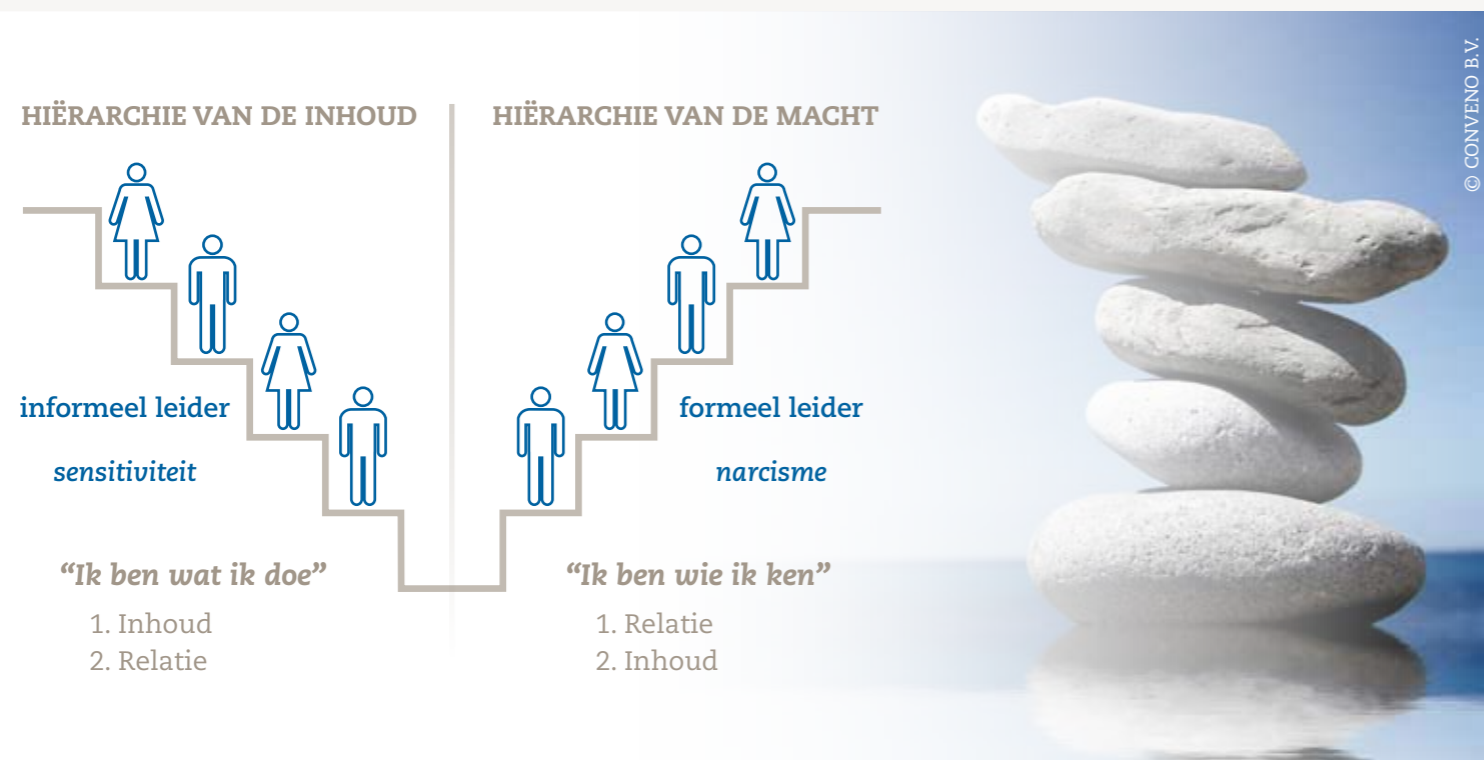 HIËRARCHIE VAN DE INHOUD
informeel leider
sensitiviteit
“Ik ben wat ik doe”
1. Inhoud
2. Relatie
HIËRARCHIE VAN DE MACHT
formeel leider
narcisme
“Ik ben wie ik ken”
1. Relatie
2. Inhoud
© CONVENO B.V.